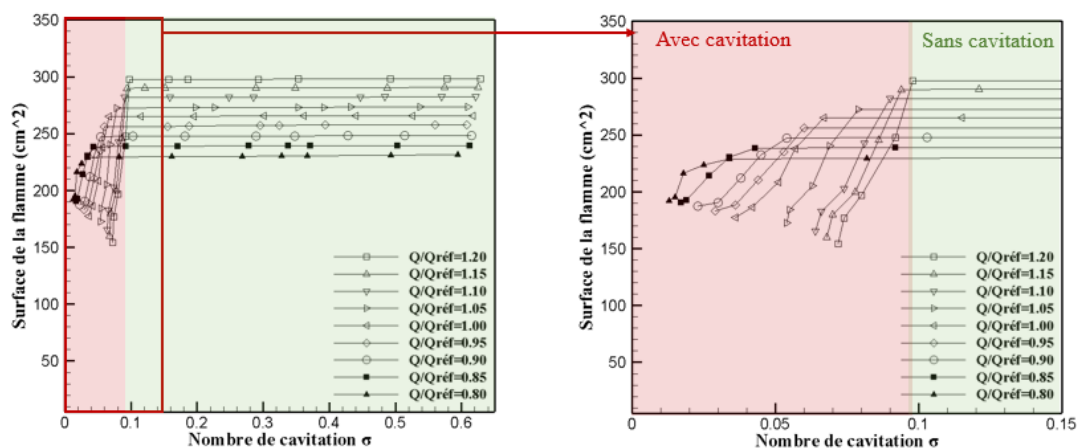 350
300
250
200
150
100
50
0
0.1
0.2
0.3
0.4
0.5
0.6
Surface de la flamme (cm^2)
Nombre de cavitation σ
Q/Qréf=1.20
Q/Qréf=1.15
Q/Qréf=1.10
Q/Qréf=1.05
Q/Qréf=1.00
Q/Qréf=0.95
Q/Qréf=0.90
Q/Qréf=0.85
Q/Qréf=0.80
Avec cavitation
Sans cavitation
350
300
250
200
150
100
50
0
0.05
0.1
0.15
Surface de la flamme (cm^2)
Nombre de cavitation σ
Q/Qréf=1.20
Q/Qréf=1.15
Q/Qréf=1.10
Q/Qréf=1.05
Q/Qréf=1.00
Q/Qréf=0.95
Q/Qréf=0.90
Q/Qréf=0.85
Q/Qréf=0.80